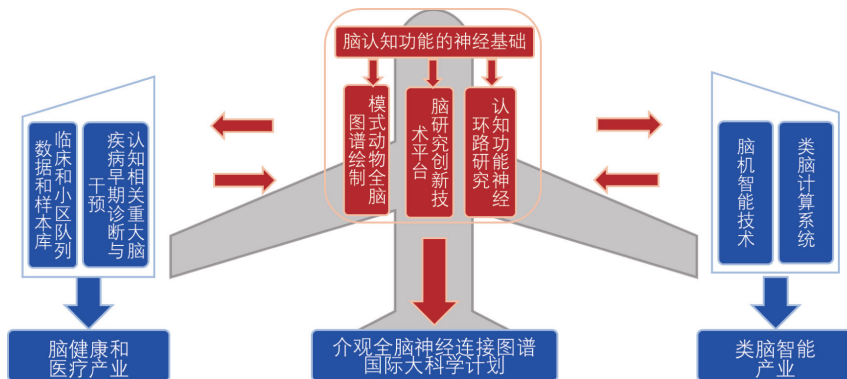 脑认知功能的神经基础
模式动物全脑
图谱绘制
脑研究创新技
术平台
认知功能神经
环路研究
临床和小区队列
数据和样本库
认知相关重大脑
疾病早期诊断与
干预
脑机智能技术
类脑计算系统
脑健康和
医疗产业
介观全脑神经连接图谱
国际大科学计划
类脑智能
产业